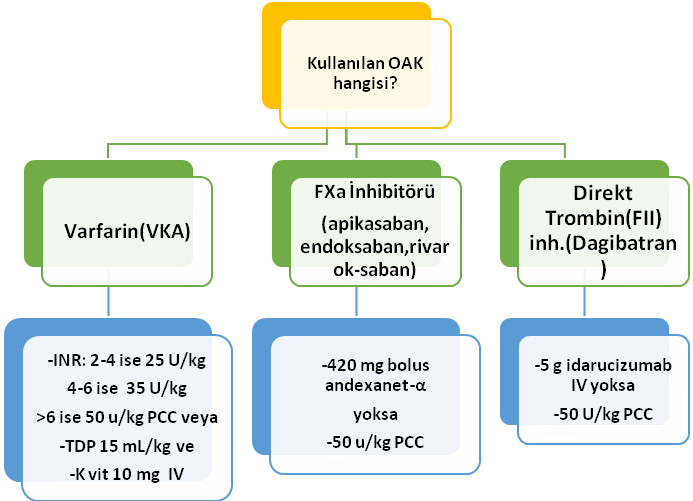 Kullanılan OAK
hangisi?
Varfarin(VKA)
FXa İnhibitörü
(apikasaban,
endoksaban,rivar
ok-saban)
Direkt
Trombin(FII)
inh.(Dagibatran
)
-INR: 2-4 ise 25 U/kg
4-6 ise 35 U/kg
>6 ise 50 u/kg PCC veya
-TDP 15 mL/kg ve
-K vit 10 mg IV
-420 mg bolus
andexanet-α
yoksa
-50 u/kg PCC
-5 g idarucizumab
IV yoksa
-50 U/kg PCC